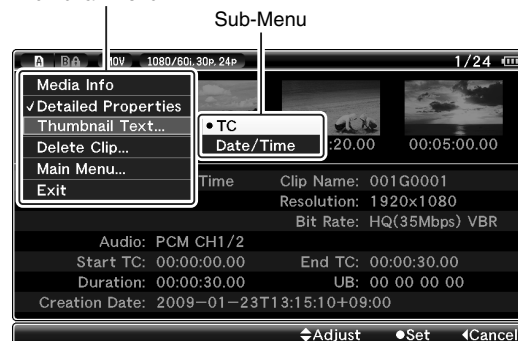 Sub-Menu
A B MOV 1080/60i, 30P, 24P 1/24
Media Info
✓Detailed Properties
Thumbnail Text...
Delete Clip...
Main Menu...
Exit
• TC
Date/Time
:20.00 00:05:00.00
Time Clip Name: 001G0001
Resolution: 1920x1080
Bit Rate: HQ(35Mbps) VBR
Audio: PCM CH1/2
Start TC: 00:00:00.00 End TC: 00:00:30.00
Duration: 00:00:30.00 UB: 00 00 00 00
Creation Date: 2009-01-23T13:15:10+09:00
Adjust ●Set Cancel